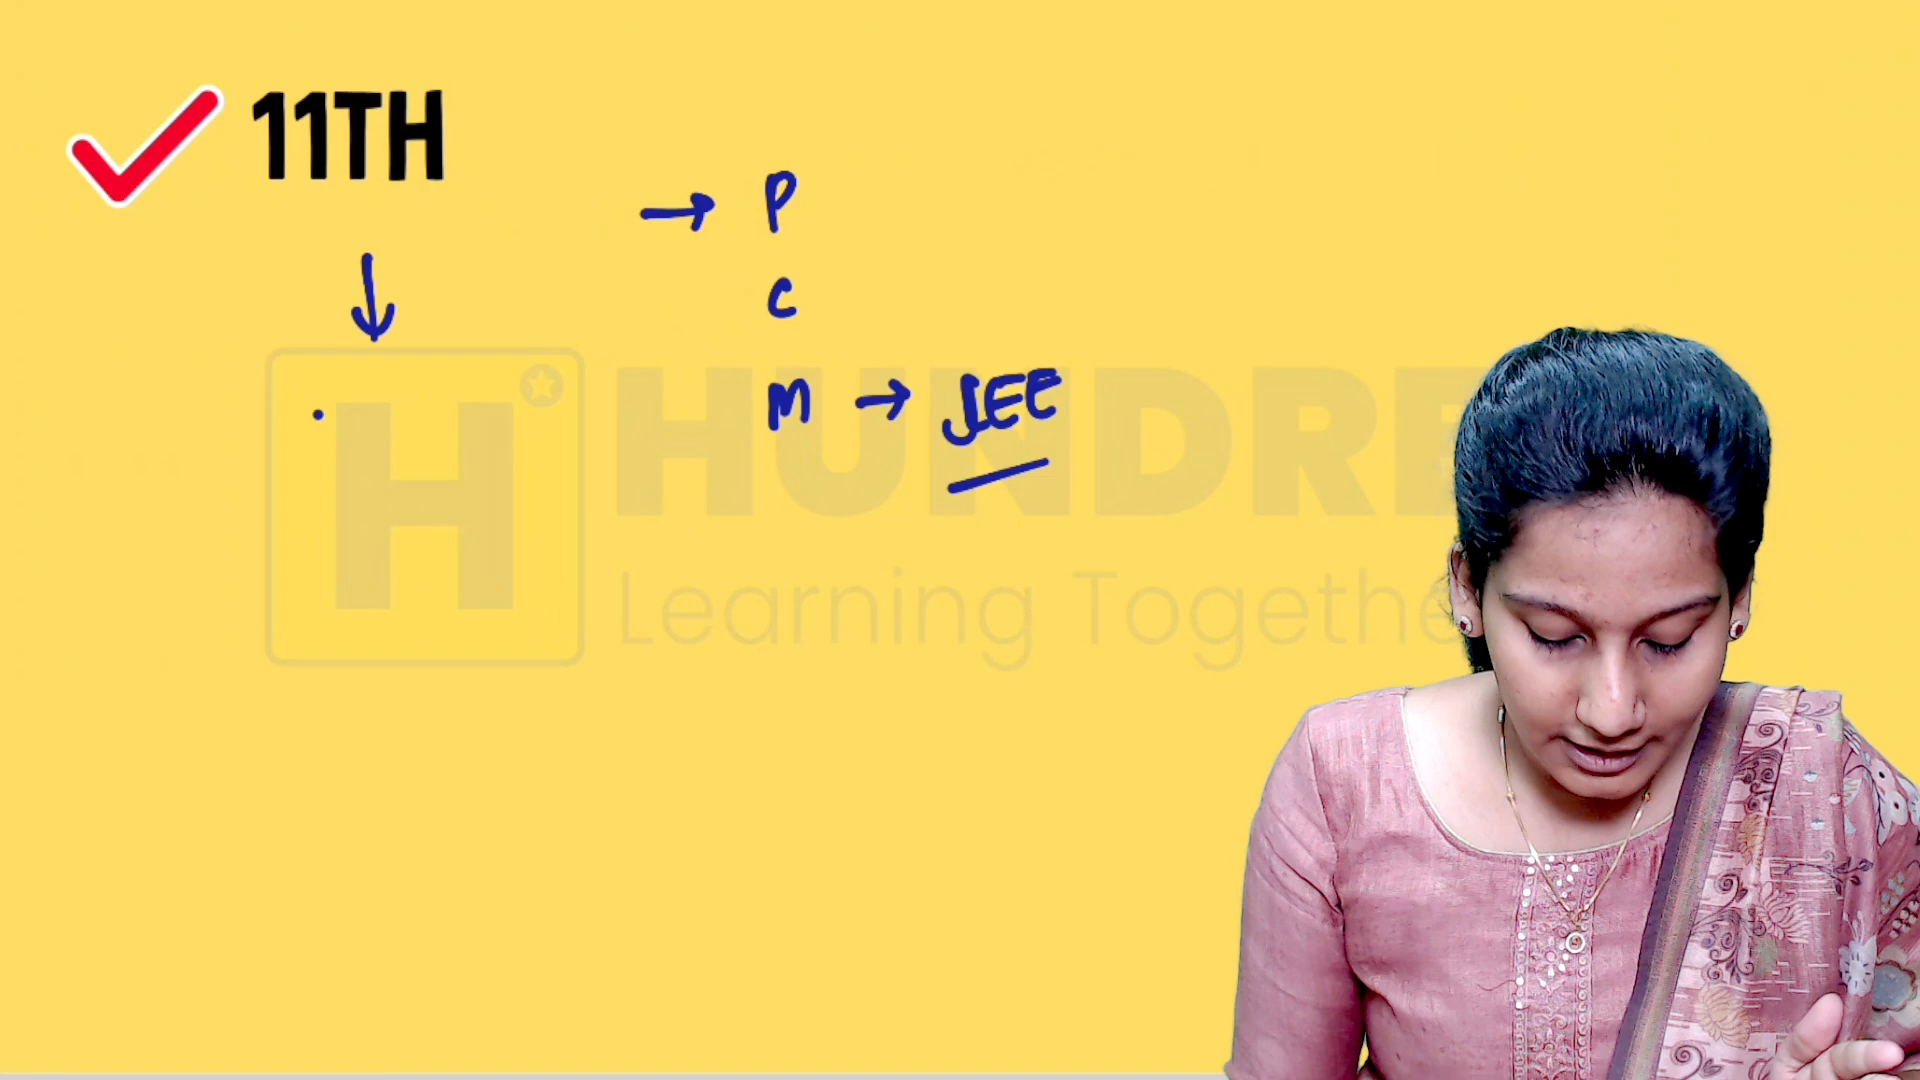 11TH
→ P
↓
C
M → JEE
H HUNDRE
Learning Togethe